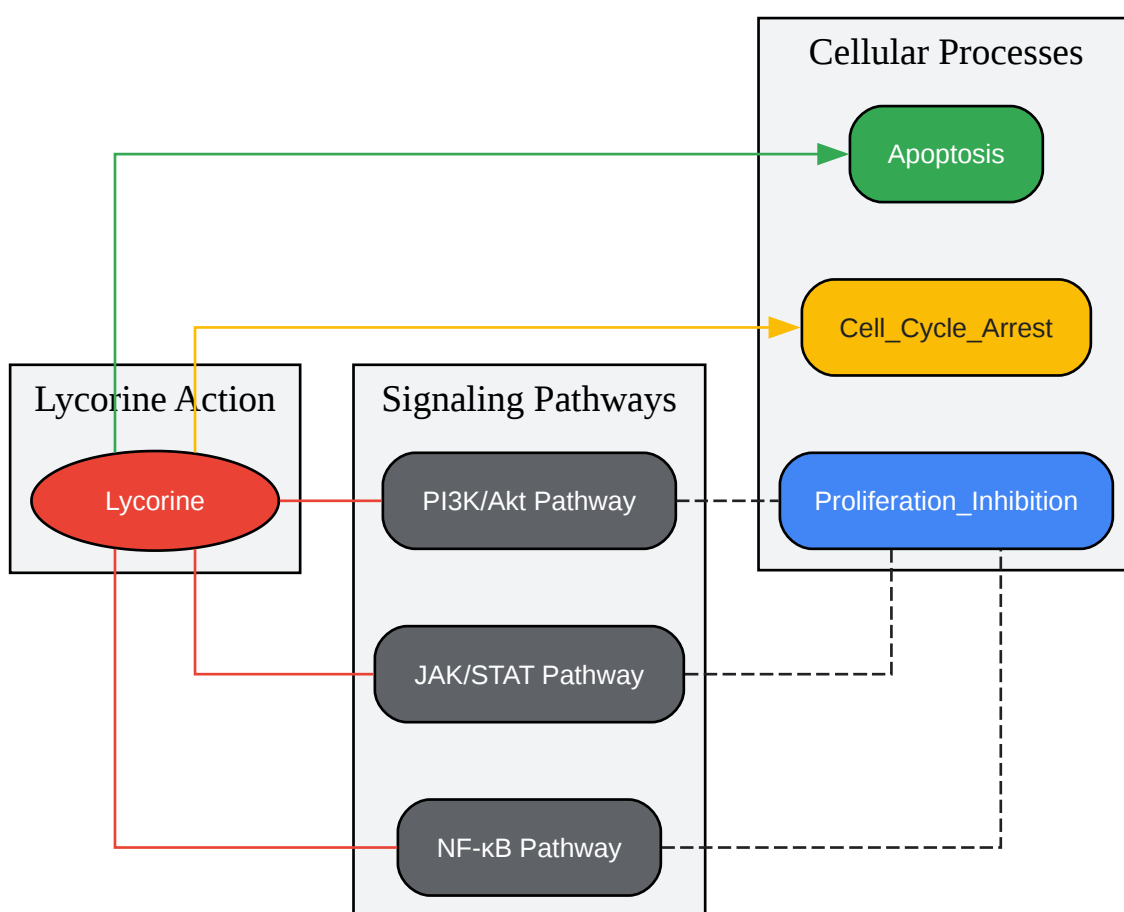 Cellular Processes
Apoptosis
Cell_Cycle_Arrest
Lycorine Action
Signaling Pathways
Lycorine
PI3K/Akt Pathway
Proliferation_Inhibition
JAK/STAT Pathway
NF-κB Pathway